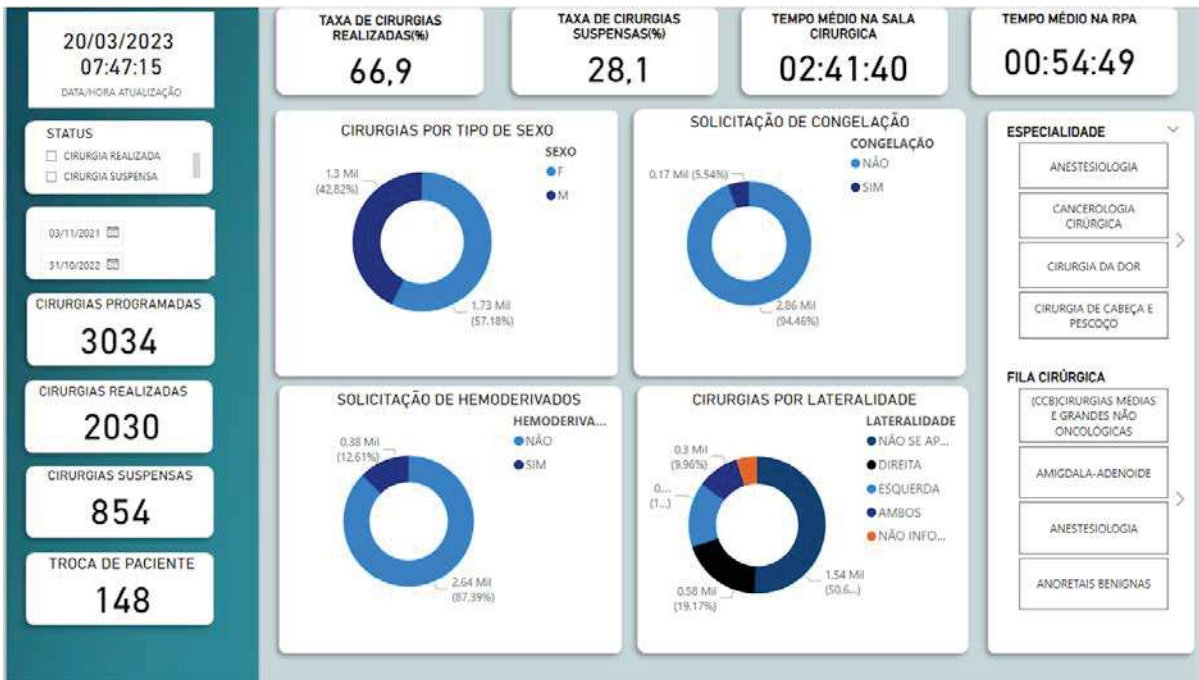 20/03/2023
07:47:15
DATA/HORA ATUALIZAÇÃO
STATUS
CIRURGIA REALIZADA
CIRURGIA SUSPENSA
03/11/2021
31/10/2022
CIRURGIAS PROGRAMADAS
3034
CIRURGIAS REALIZADAS
2030
CIRURGIAS SUSPENSAS
854
TROCA DE PACIENTE
148
TAXA DE CIRURGIAS
REALIZADAS(%)
66,9
TAXA DE CIRURGIAS
SUSPENSAS(%)
28,1
TEMPO MÉDIO NA SALA
CIRURGICA
02:41:40
TEMPO MÉDIO NA RPA
00:54:49
CIRURGIAS POR TIPO DE SEXO
SEXO
F
M
1.3 Mil
(42.82%)
1.73 Mil
(57.18%)
SOLICITAÇÃO DE CONGELAÇÃO
CONGELAÇÃO
NÃO
SIM
0.17 Mil (5.54%)
2.86 Mil
(94.46%)
SOLICITAÇÃO DE HEMODERIVADOS
HEMODERIVA...
NÃO
SIM
0.38 Mil
(12.61%)
2.64 Mil
(87.39%)
CIRURGIAS POR LATERALIDADE
LATERALIDADE
NÃO SE AP...
DIREITA
ESQUERDA
AMBOS
NÃO INFO...
0.3 Mil
(9.96%)
0....
(1...)
0.58 Mil
(19.17%)
1.54 Mil
(50.6...)
ESPECIALIDADE
ANESTESIOLOGIA
CANCEROLOGIA
CIRÚRGICA
CIRURGIA DA DOR
CIRURGIA DE CABEÇA E
PESCOÇO
FILA CIRÚRGICA
(CCB)CIRURGIAS MÉDIAS
E GRANDES NÃO
ONCOLÓGICAS
AMIGDALA-ADENOIDE
ANESTESIOLOGIA
ANORETAIS BENIGNAS